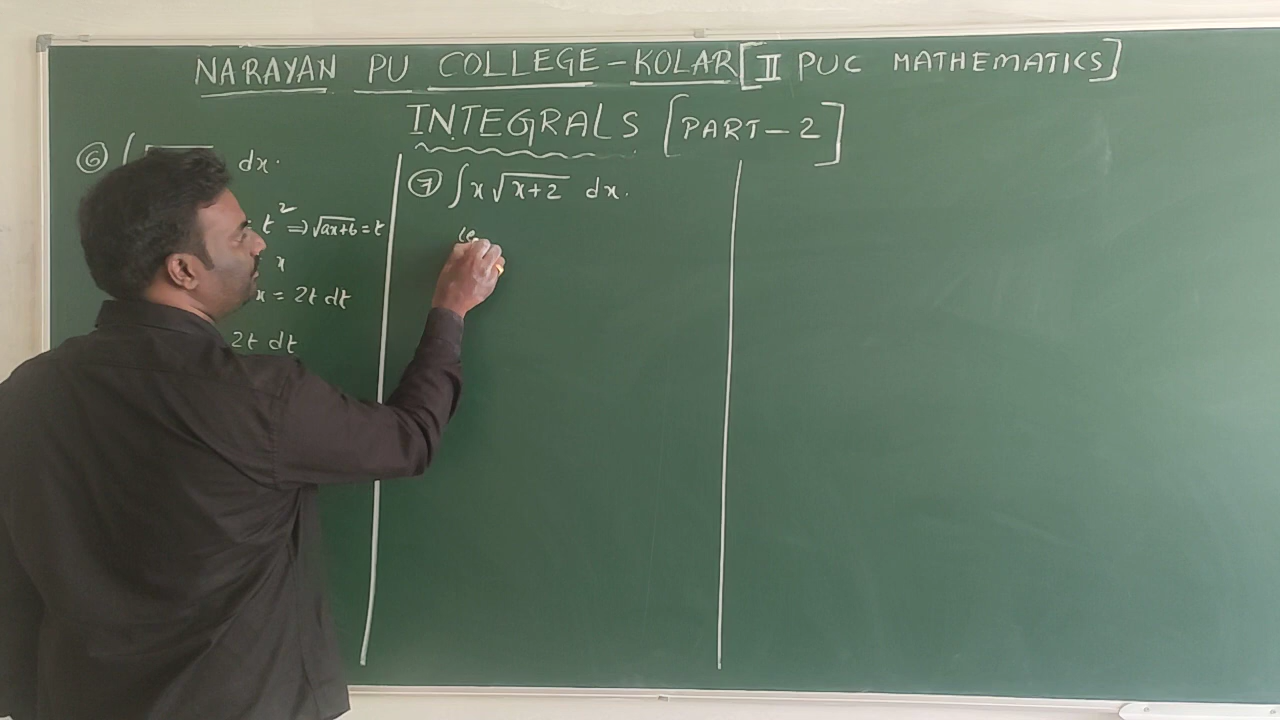 NARAYAN PU COLLEGE - KOLAR [II PUC MATHEMATICS]
INTEGRALS [PART-2]
⑥ ∫√ dx.
t² ⇒ √ax+b = t
x
x = 2t dt
2t dt
⑦ ∫x√x+2 dx.